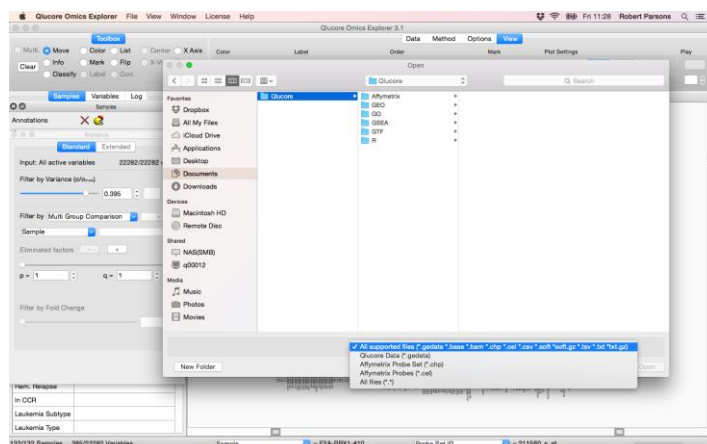 Qlucore Omics Explorer File View Window License Help
Fri 11:28 Robert Parsons
Qlucore Omics Explorer 3.1
Toolbox
Data Method Options View
Multi. Move Color List Center X Axis
Color Label Order Mark Plot Settings Play
Clear Info Mark Flip
Classify Label Corr.
Open
Qlucore
Search
Samples Variables Log
Samples
Annotations
Statistics
Standard Extended
Input: All active variables 22282/22282
Filter by Variance
0.395
Filter by Multi Group Comparison
Sample
Eliminated factors - +
p = 1 q = 1
Filter by Fold Change
Favorites
Dropbox
All My Files
iCloud Drive
Applications
Desktop
Documents
Downloads
Devices
Macintosh HD
Remote Disc
Shared
NAS(SMB)
q00012
Media
Music
Photos
Movies
Qlucore
Affymetrix
GEO
GO
GSEA
GTF
R
All supported files (*.gedata *.base *.bam *.chp *.cel *.csv *.soft *soft.gz *.tsv *.txt *txt.gz)
Qlucore Data (*.gedata)
Affymetrix Probe Set (*.chp)
Affymetrix Probes (*.cel)
All files (*.*)
New Folder
Open
Hem. Relapse
In CCR
Leukemia Subtype
Leukemia Type
132/132 Samples
Sample
Probe Set ID